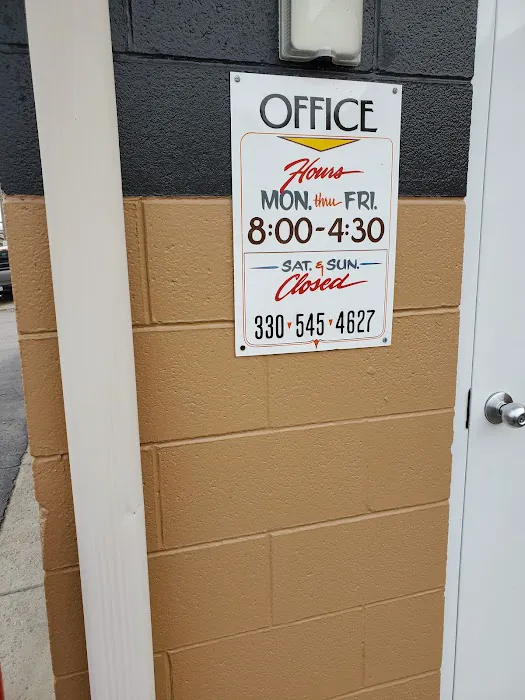 OFFICE
Hours
MON. thru FRI.
8:00-4:30
SAT. & SUN.
Closed
330·545·4627